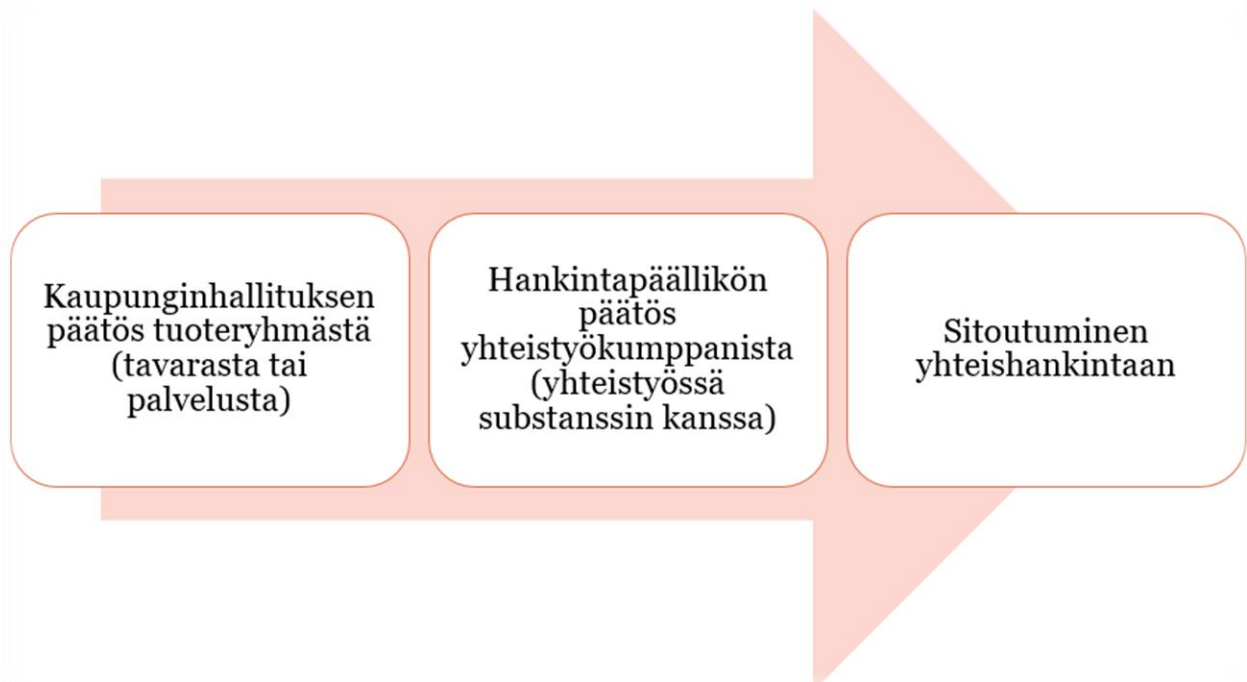 Kaupunginhallituksen
päätös tuoteryhmästä
(tavarasta tai
palvelusta)
Hankintapäällikön
päätös
yhteistyökumppanista
(yhteistyössä
substanssin kanssa)
Sitoutuminen
yhteishankintaan